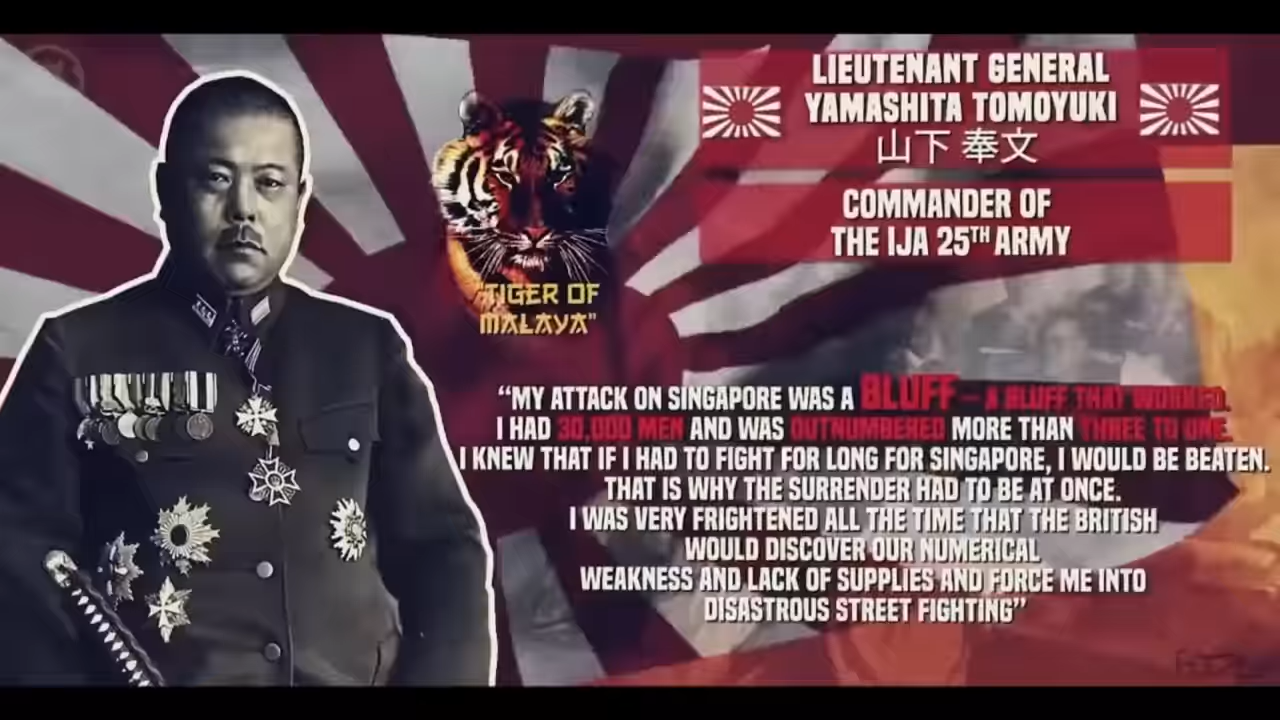 LIEUTENANT GENERAL
YAMASHITA TOMOYUKI
山下 奉文
COMMANDER OF
THE IJA 25TH ARMY
"TIGER OF
MALAYA"
"MY ATTACK ON SINGAPORE WAS A BLUFF – A BLUFF THAT WORKED.
I HAD 30,000 MEN AND WAS OUTNUMBERED MORE THAN THREE TO ONE.
I KNEW THAT IF I HAD TO FIGHT FOR LONG FOR SINGAPORE, I WOULD BE BEATEN.
THAT IS WHY THE SURRENDER HAD TO BE AT ONCE.
I WAS VERY FRIGHTENED ALL THE TIME THAT THE BRITISH
WOULD DISCOVER OUR NUMERICAL
WEAKNESS AND LACK OF SUPPLIES AND FORCE ME INTO
DISASTROUS STREET FIGHTING"